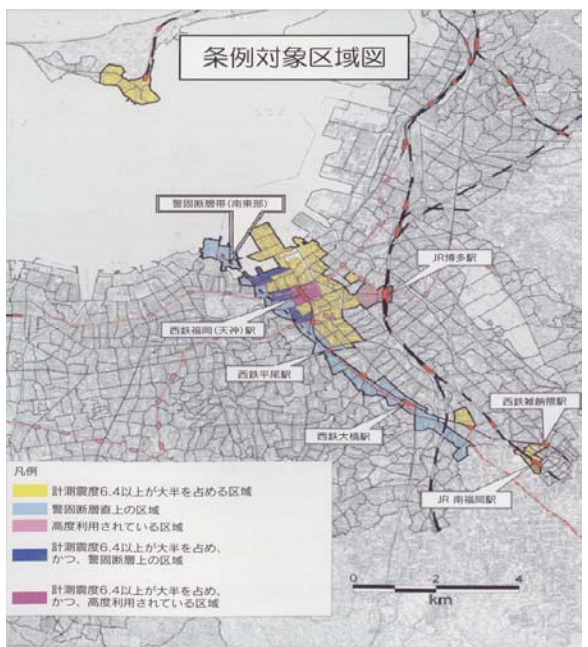 条例対象区域図
警固断層帯(南東部)
JR博多駅
西鉄福岡(天神)駅
西鉄平尾駅
西鉄雑餉隈駅
西鉄大橋駅
JR 南福岡駅
凡例
計測震度6.4以上が大半を占める区域
警固断層直上の区域
高度利用されている区域
計測震度6.4以上が大半を占め、
かつ、警固断層上の区域
計測震度6.4以上が大半を占め、
かつ、高度利用されている区域
0 2 4
km